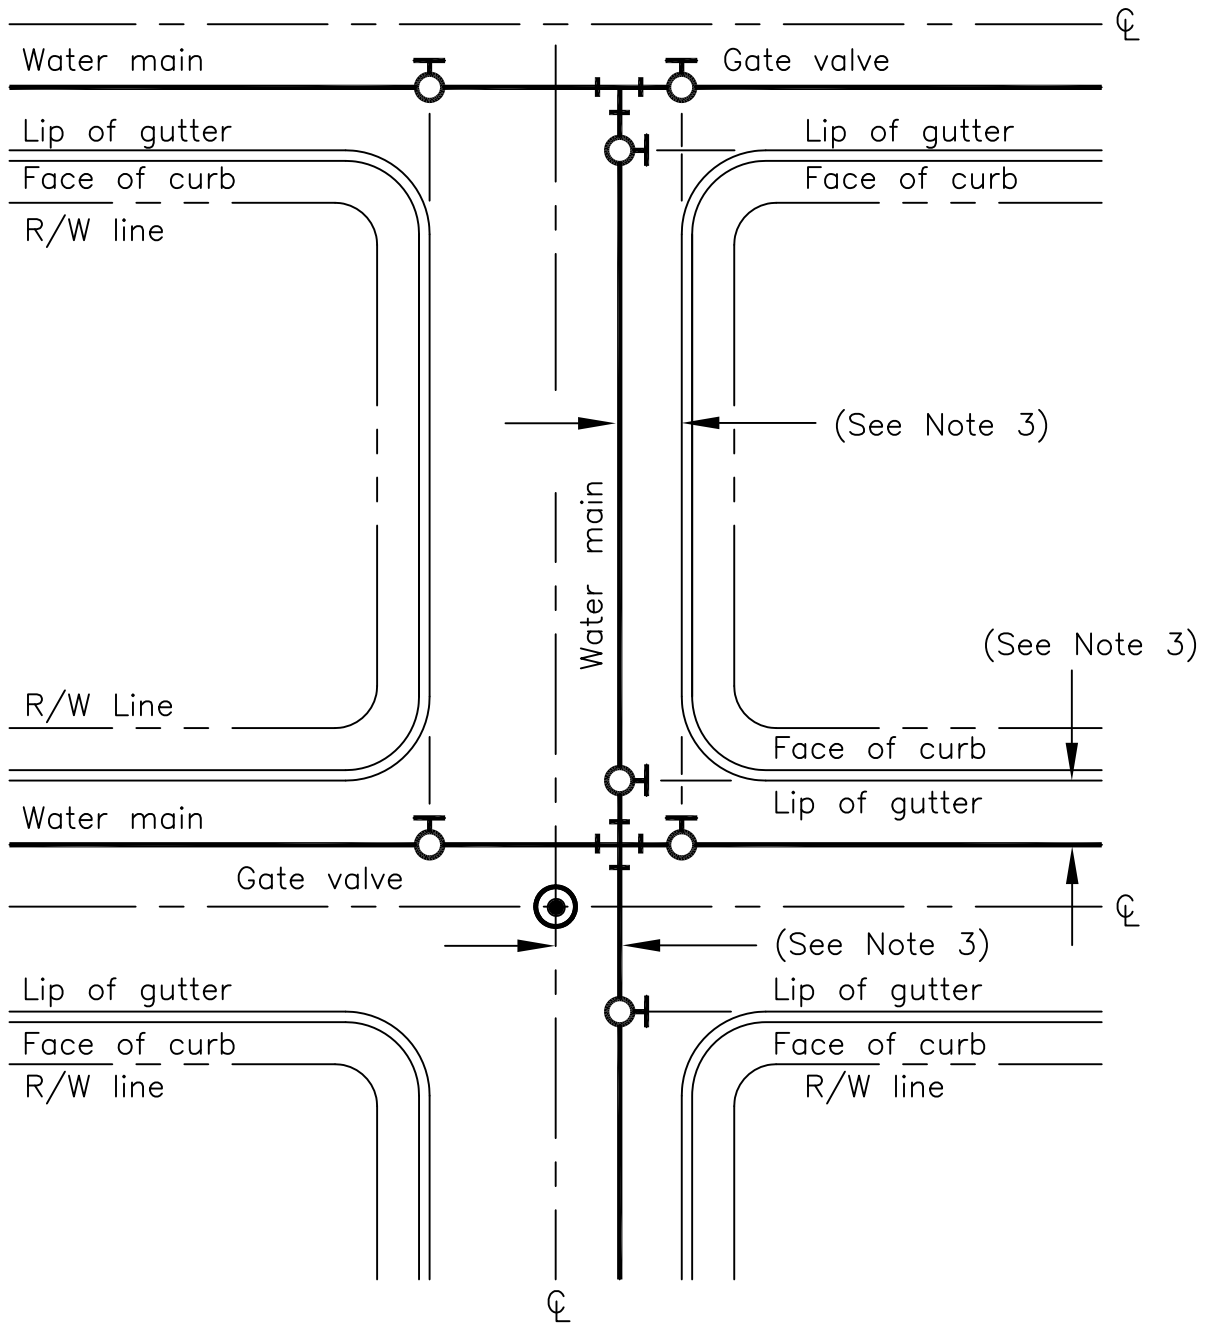 ℄
Water main
Gate valve
Lip of gutter
Lip of gutter
Face of curb
Face of curb
R/W line
(See Note 3)
Water main
(See Note 3)
R/W Line
Face of curb
Lip of gutter
Water main
Gate valve
℄
(See Note 3)
Lip of gutter
Lip of gutter
Face of curb
Face of curb
R/W line
R/W line
℄